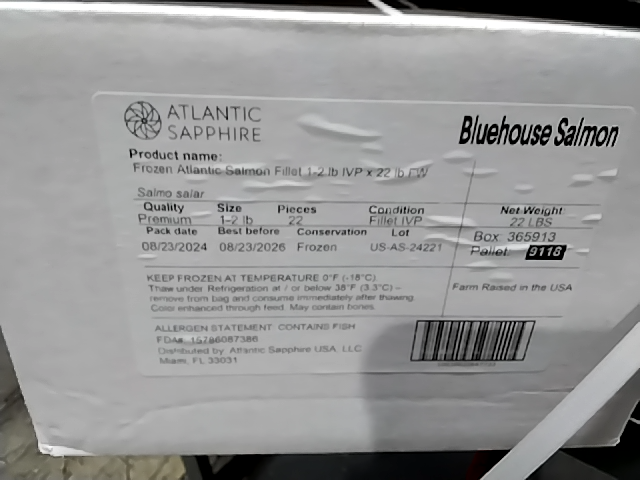 ATLANTIC
SAPPHIRE
Bluehouse Salmon
Product name:
Frozen Atlantic Salmon Fillet 1-2 lb IVP x 22 lb FW
Salmo salar
Quality Size Pieces Condition Net Weight
Premium 1-2 lb 22 Fillet IVP 22 LBS
Pack date Best before Conservation Lot Box: 365913
08/23/2024 08/23/2026 Frozen US-AS-24221 Pallet: 9118
KEEP FROZEN AT TEMPERATURE 0°F (-18°C)
Thaw under Refrigeration at / or below 38°F (3.3°C) –
remove from bag and consume immediately after thawing
Color enhanced through feed. May contain bones.
Farm Raised in the USA
ALLERGEN STATEMENT CONTAINS FISH
FDA#: 15786087386
Distributed by: Atlantic Sapphire USA, LLC
Miami, FL 33031